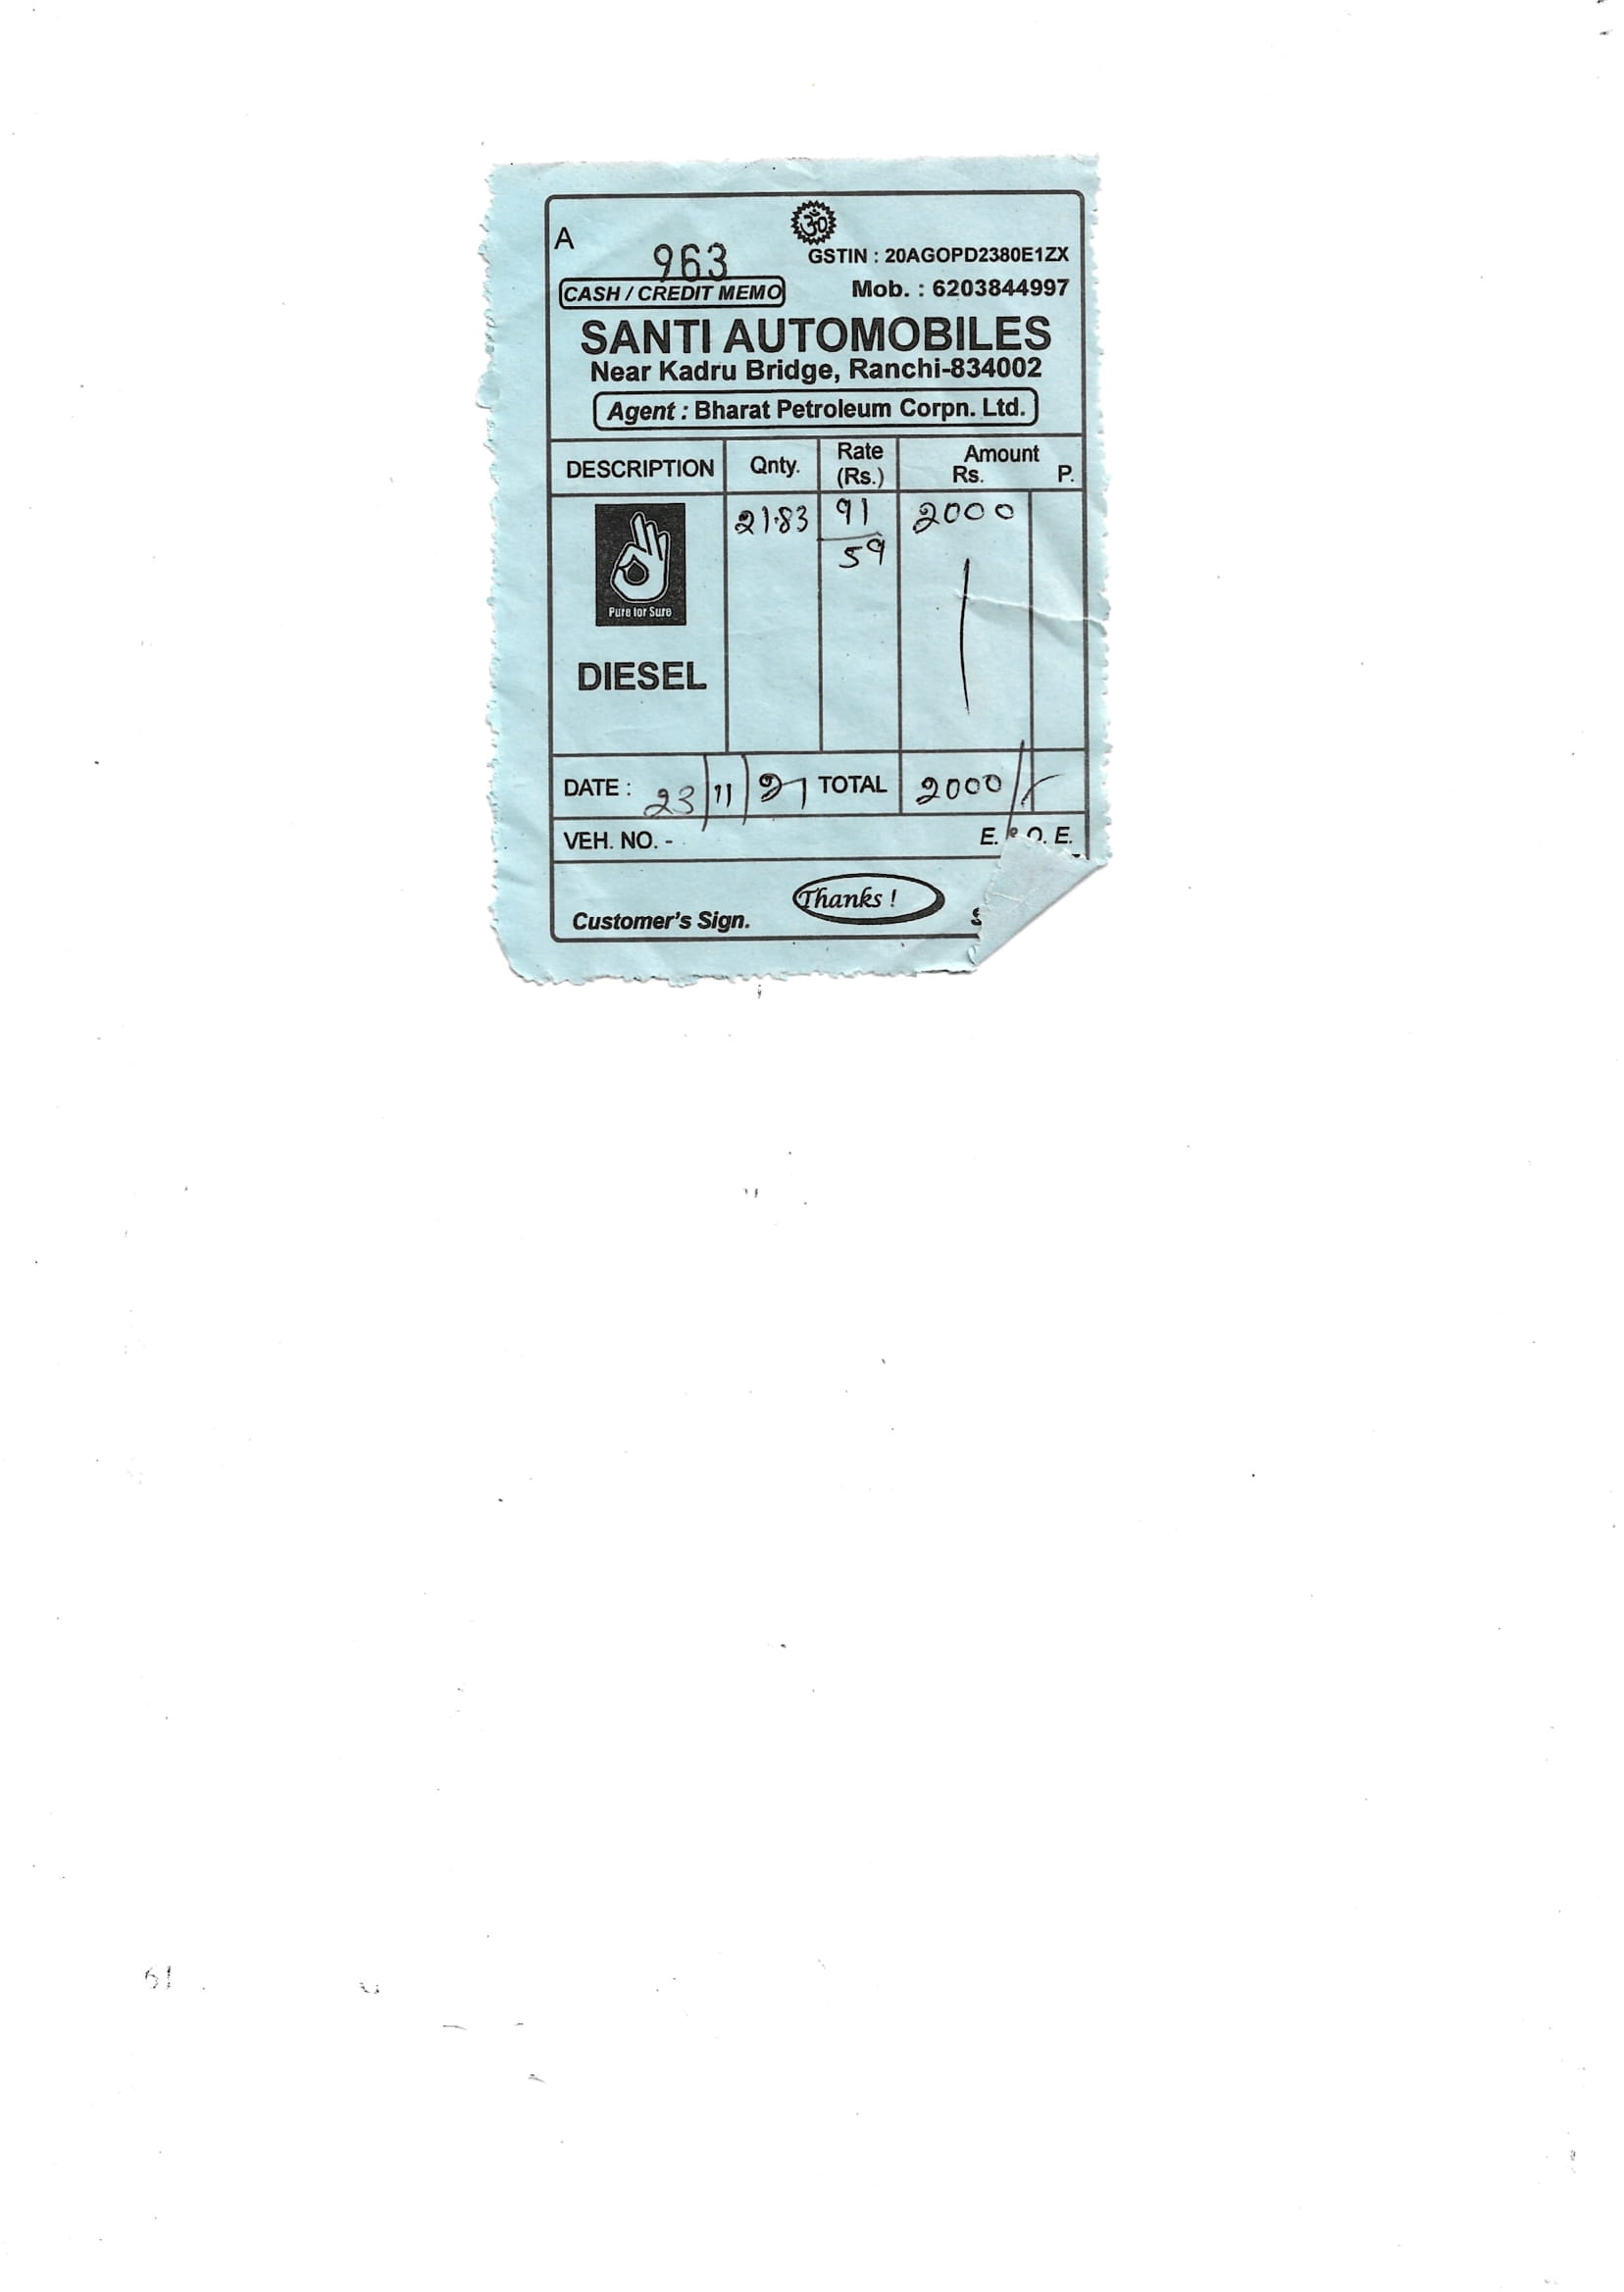 ॐ
A
963
GSTIN : 20AGOPD2380E1ZX
CASH / CREDIT MEMO
Mob. : 6203844997
SANTI AUTOMOBILES
Near Kadru Bridge, Ranchi-834002
Agent : Bharat Petroleum Corpn. Ltd.
DESCRIPTION Qnty. Rate (Rs.) Amount Rs. P.
21.83 91/59 2000
Pure for Sure
DIESEL
DATE : 23/11/21 TOTAL 2000/-
VEH. NO. - E. & O. E.
Thanks !
Customer's Sign.